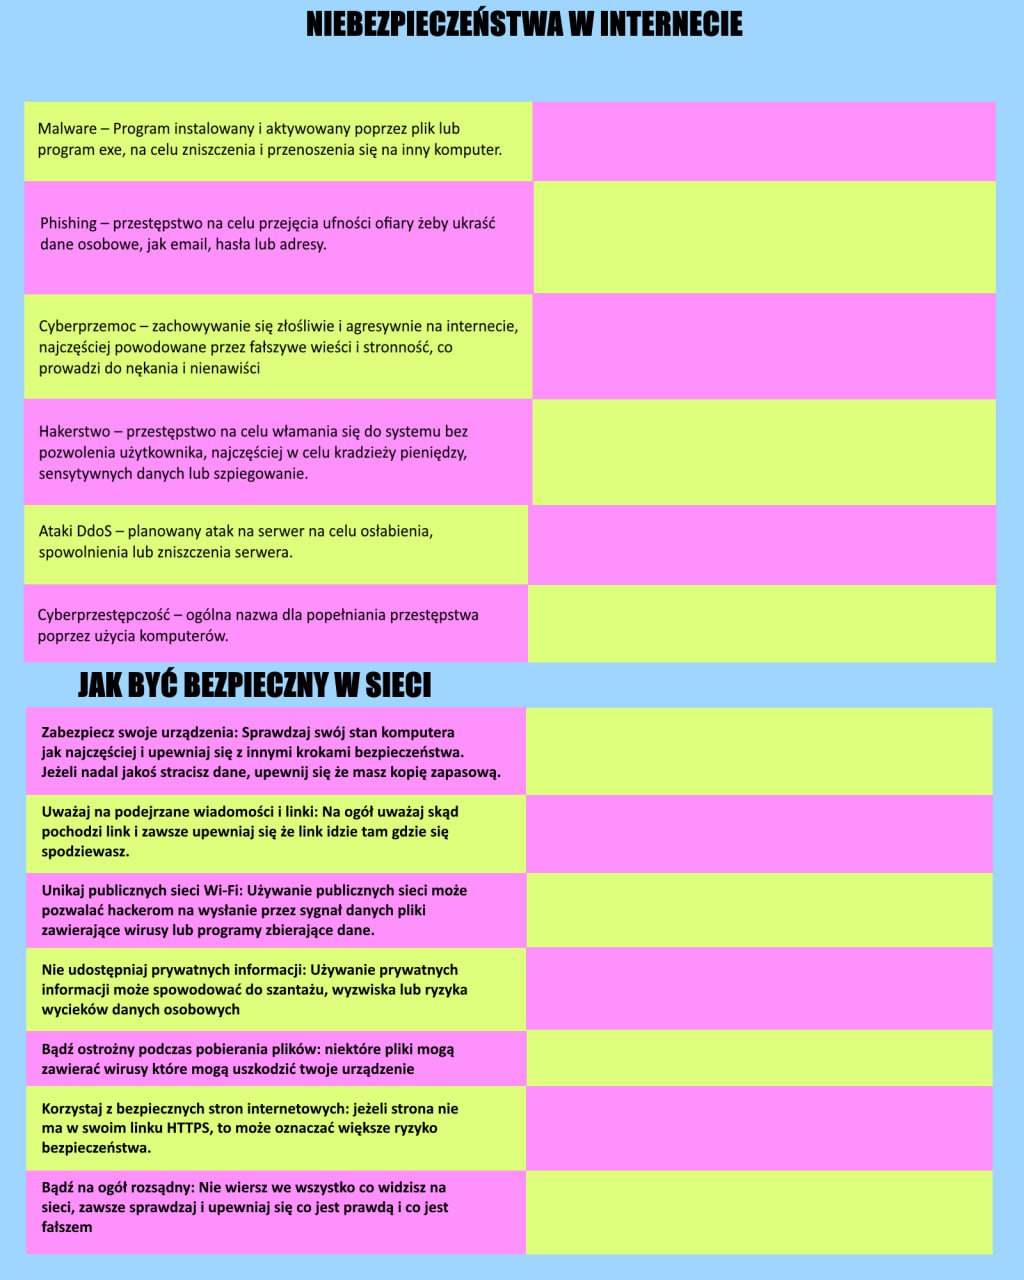 NIEBEZPIECZEŃSTWA W INTERNECIE
Malware – Program instalowany i aktywowany poprzez plik lub
program exe, na celu zniszczenia i przenoszenia się na inny komputer.
Phishing – przestępstwo na celu przejęcia ufności ofiary żeby ukraść
dane osobowe, jak email, hasła lub adresy.
Cyberprzemoc – zachowywanie się złośliwie i agresywnie na internecie,
najczęściej powodowane przez fałszywe wieści i stronność, co
prowadzi do nękania i nienawiści
Hakerstwo – przestępstwo na celu włamania się do systemu bez
pozwolenia użytkownika, najczęściej w celu kradzieży pieniędzy,
sensytywnych danych lub szpiegowanie.
Ataki DdoS – planowany atak na serwer na celu osłabienia,
spowolnienia lub zniszczenia serwera.
Cyberprzestępczość – ogólna nazwa dla popełniania przestępstwa
poprzez użycia komputerów.
JAK BYĆ BEZPIECZNY W SIECI
Zabezpiecz swoje urządzenia: Sprawdzaj swój stan komputera
jak najczęściej i upewniaj się z innymi krokami bezpieczeństwa.
Jeżeli nadal jakoś stracisz dane, upewnij się że masz kopię zapasową.
Uważaj na podejrzane wiadomości i linki: Na ogół uważaj skąd
pochodzi link i zawsze upewniaj się że link idzie tam gdzie się
spodziewasz.
Unikaj publicznych sieci Wi-Fi: Używanie publicznych sieci może
pozwalać hackerom na wysłanie przez sygnał danych pliki
zawierające wirusy lub programy zbierające dane.
Nie udostępniaj prywatnych informacji: Używanie prywatnych
informacji może spowodować do szantażu, wyzwiska lub ryzyka
wycieków danych osobowych
Bądź ostrożny podczas pobierania plików: niektóre pliki mogą
zawierać wirusy które mogą uszkodzić twoje urządzenie
Korzystaj z bezpiecznych stron internetowych: jeżeli strona nie
ma w swoim linku HTTPS, to może oznaczać większe ryzyko
bezpieczeństwa.
Bądź na ogół rozsądny: Nie wiersz we wszystko co widzisz na
sieci, zawsze sprawdzaj i upewniaj się co jest prawdą i co jest
fałszem